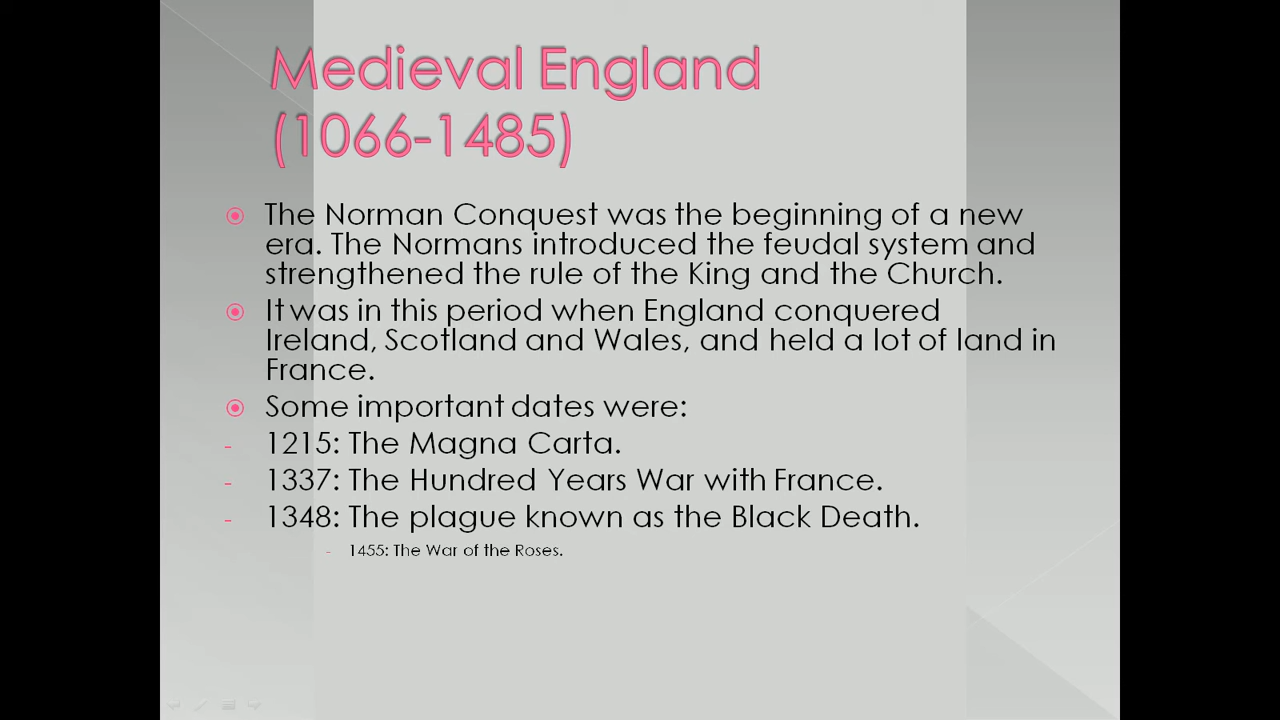 Medieval England
(1066-1485)
The Norman Conquest was the beginning of a new
era. The Normans introduced the feudal system and
strengthened the rule of the King and the Church.
It was in this period when England conquered
Ireland, Scotland and Wales, and held a lot of land in
France.
Some important dates were:
- 1215: The Magna Carta.
- 1337: The Hundred Years War with France.
- 1348: The plague known as the Black Death.
- 1455: The War of the Roses.